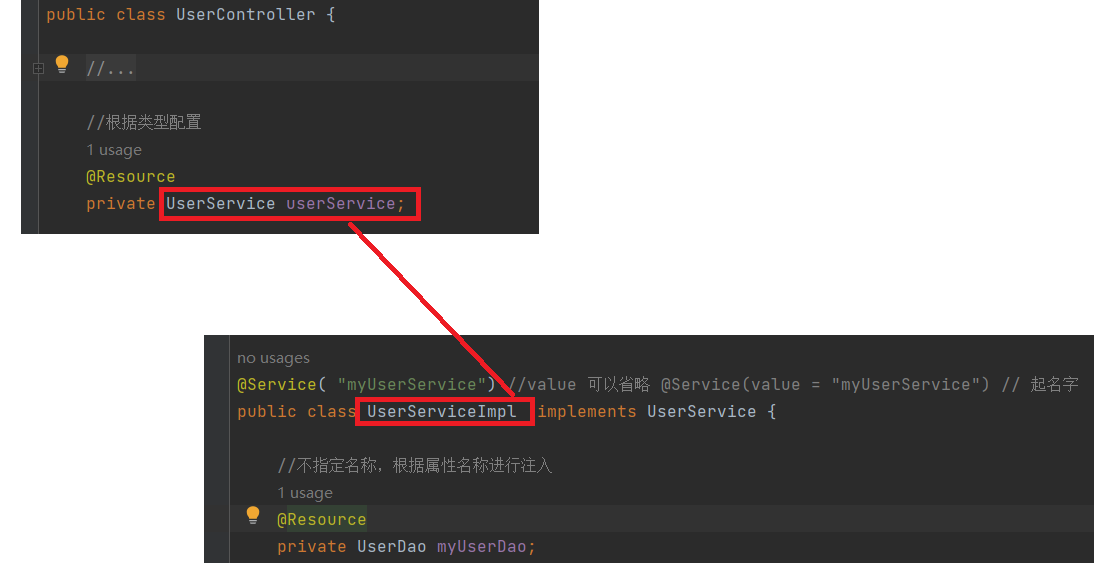 public class UserController {
//...
//根据类型配置
1 usage
@Resource
private UserService userService;
no usages
@Service( "myUserService") //value 可以省略 @Service(value = "myUserService") // 起名字
public class UserServiceImpl implements UserService {
//不指定名称，根据属性名称进行注入
1 usage
@Resource
private UserDao myUserDao;